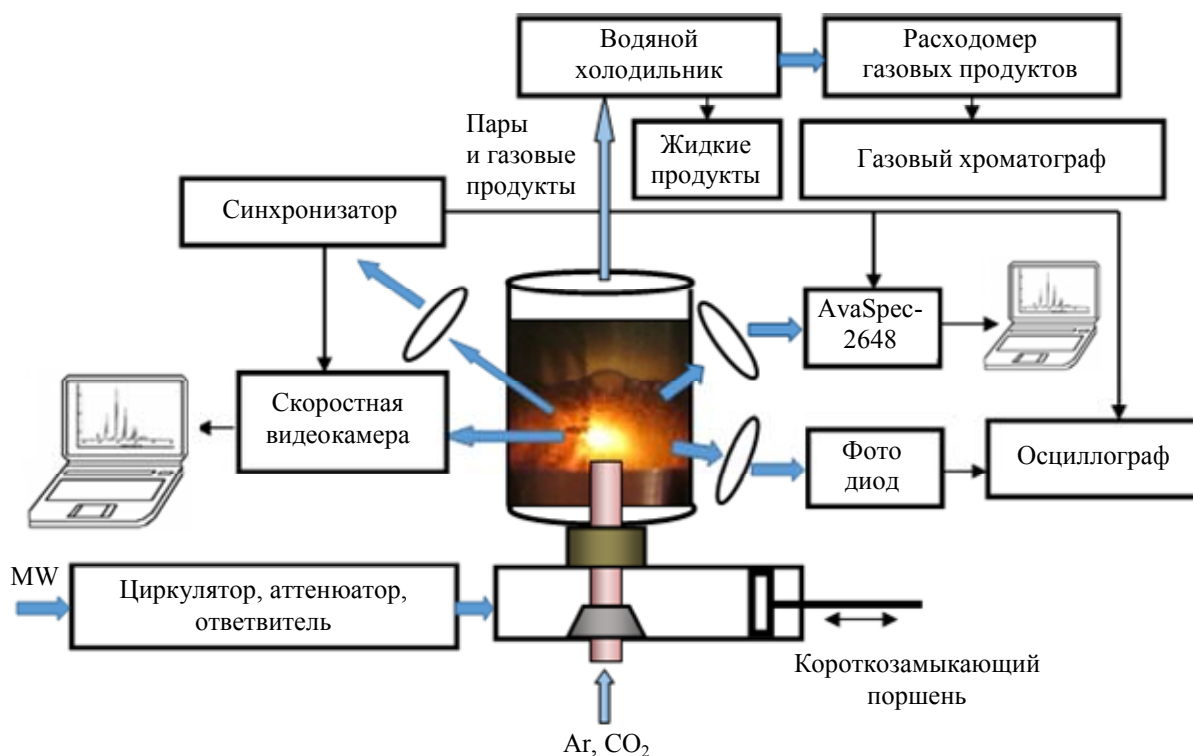 Водяной
холодильник
Расходомер
газовых продуктов
Пары
и газовые
продукты
Жидкие
продукты
Газовый хроматограф
Синхронизатор
AvaSpec-
2648
Скоростная
видеокамера
Фото
диод
Осциллограф
MW
Циркулятор, аттенюатор,
ответвитель
Короткозамыкающий
поршень
Ar, CO₂